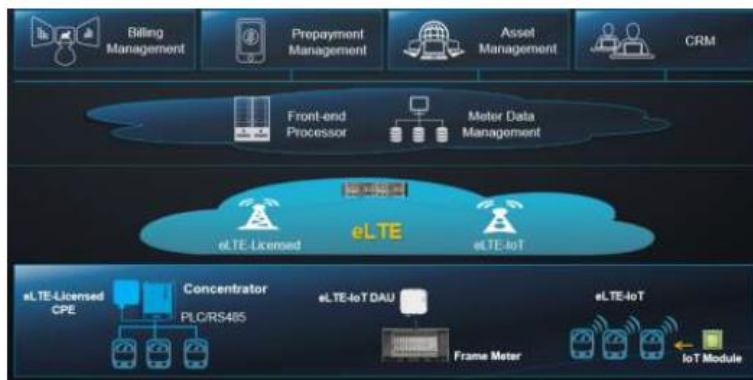 Billing
Management
Prepayment
Management
Asset
Management
CRM
Front-end
Processor
Meter Data
Management
eLTE-Licensed
eLTE
eLTE-IoT
eLTE-Licensed
CPE
Concentrator
PLC/RS485
eLTE-IoT DAU
Frame Meter
eLTE-IoT
IoT Module